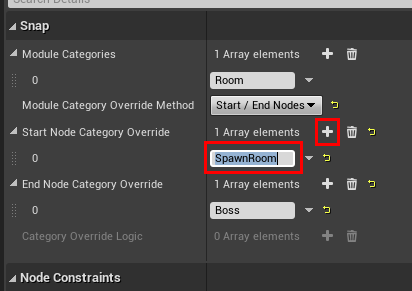 Search Details
Snap
Module Categories 1 Array elements
0 Room
Module Category Override Method Start / End Nodes
Start Node Category Override 1 Array elements
0 SpawnRoom
End Node Category Override 1 Array elements
0 Boss
Category Override Logic 0 Array elements
Node Constraints